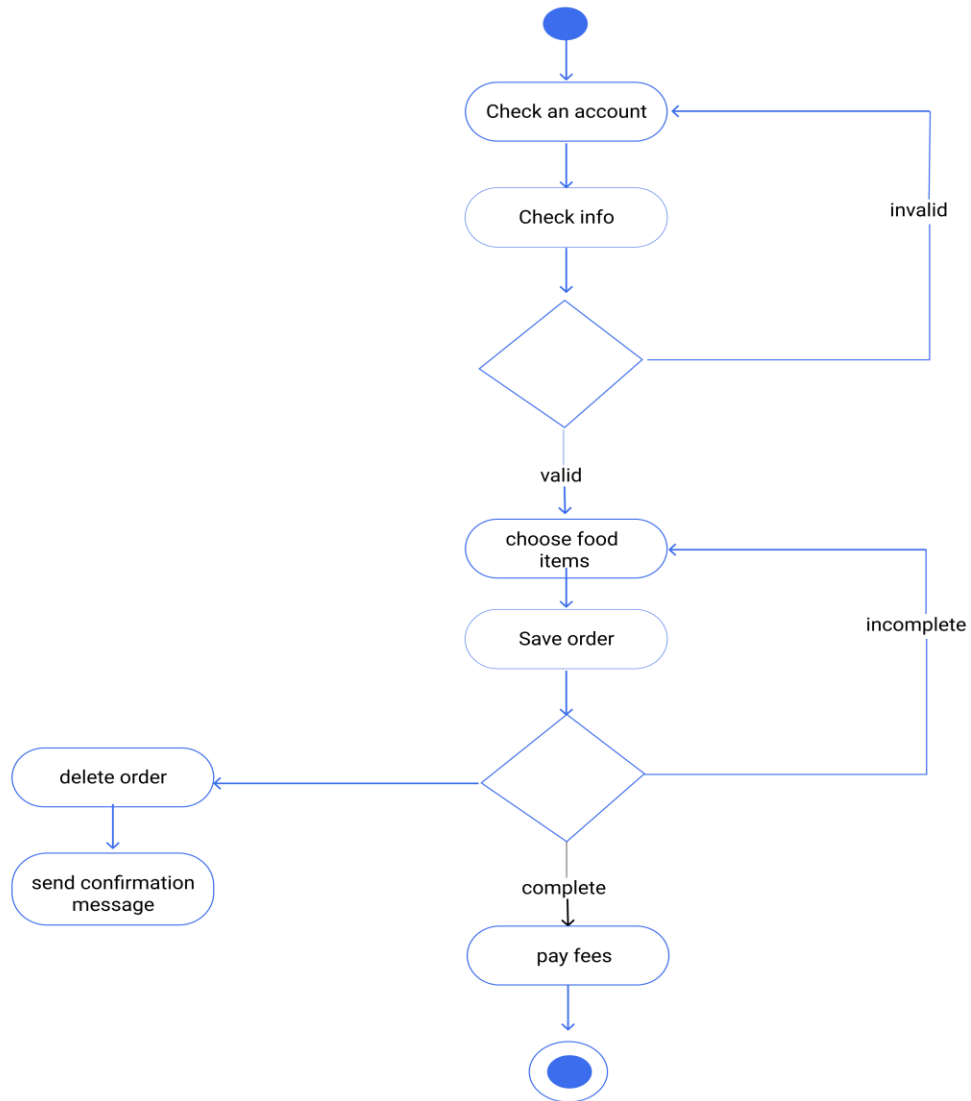 Check an account
invalid
Check info
valid
choose food
items
incomplete
Save order
delete order
send confirmation
message
complete
pay fees